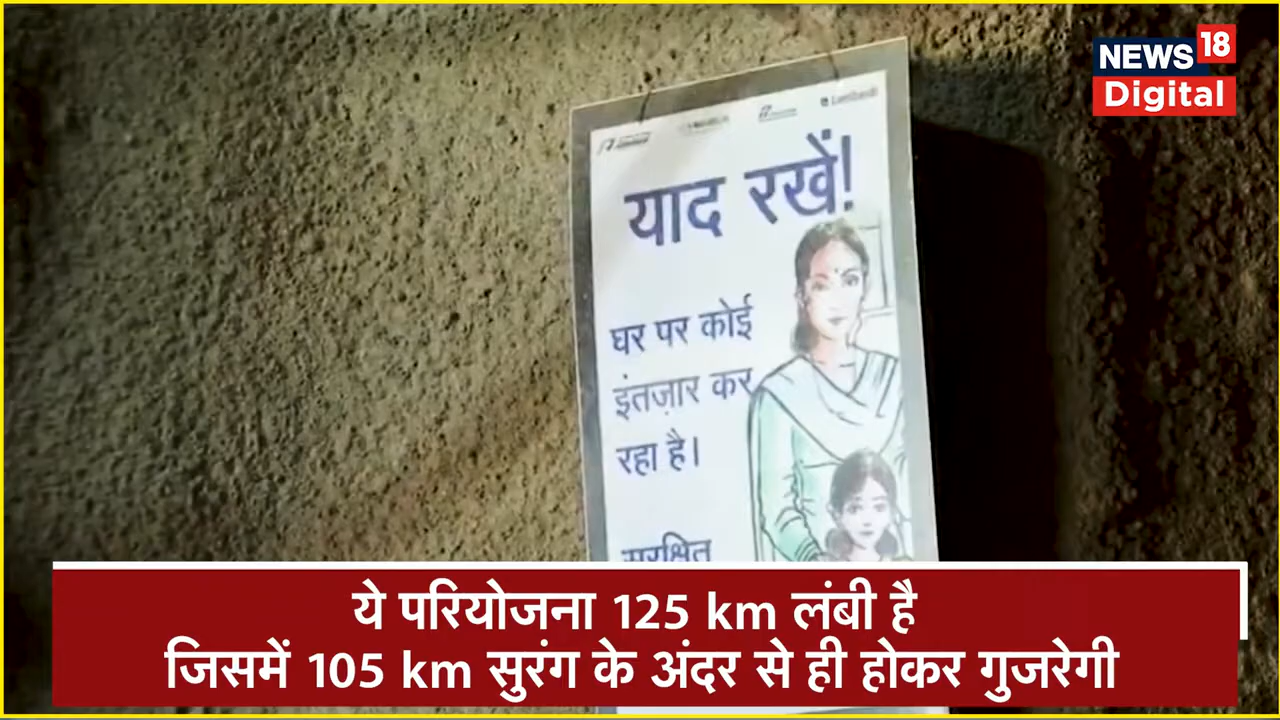 NEWS 18
Digital
याद रखें!
घर पर कोई
इंतज़ार कर
रहा है।
सुरक्षित
ये परियोजना 125 km लंबी है
जिसमें 105 km सुरंग के अंदर से ही होकर गुजरेगी